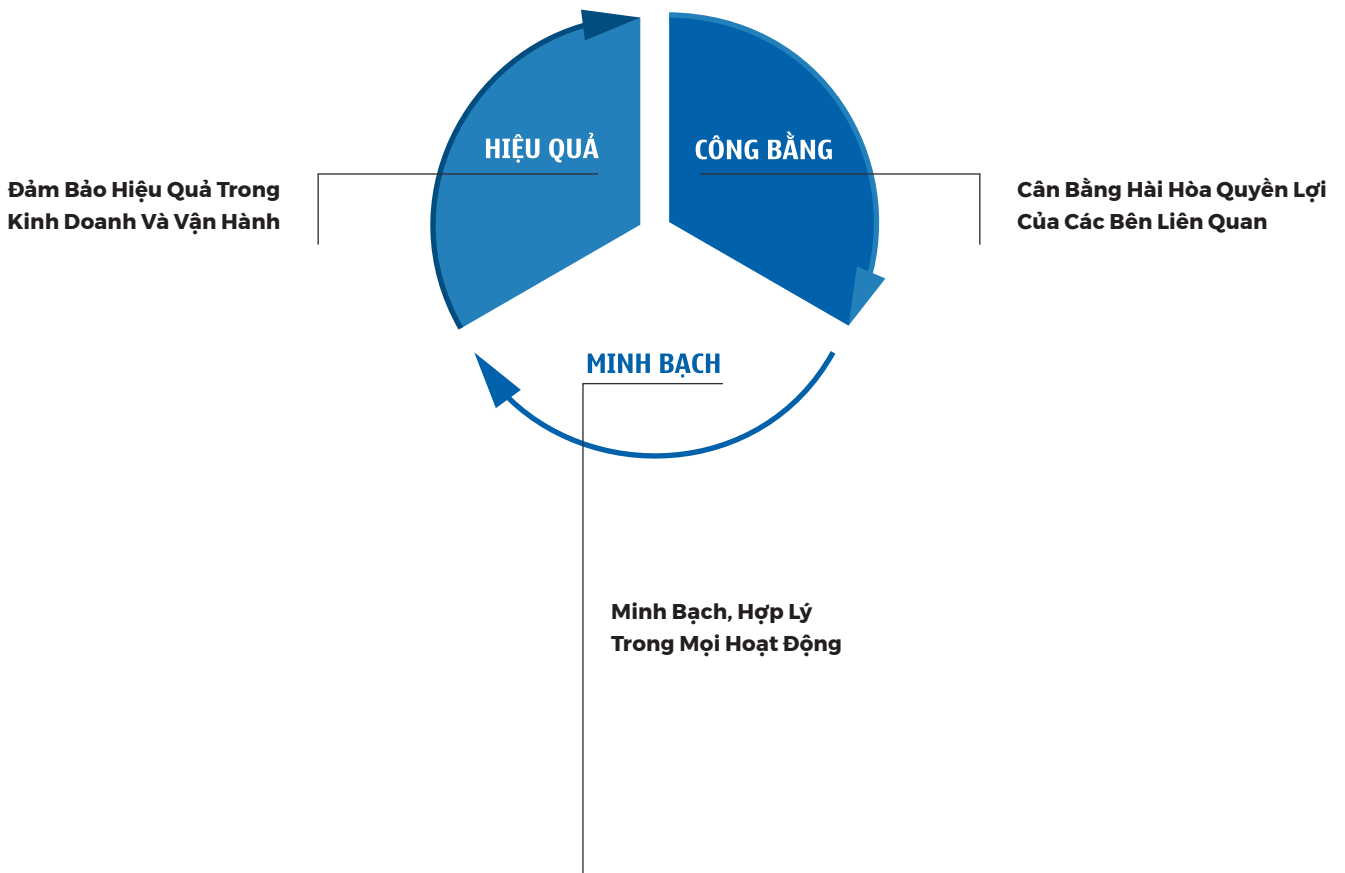 HIỆU QUẢ
Đảm Bảo Hiệu Quả Trong
Kinh Doanh Và Vận Hành
CÔNG BẰNG
Cân Bằng Hài Hòa Quyền Lợi
Của Các Bên Liên Quan
MINH BẠCH
Minh Bạch, Hợp Lý
Trong Mọi Hoạt Động